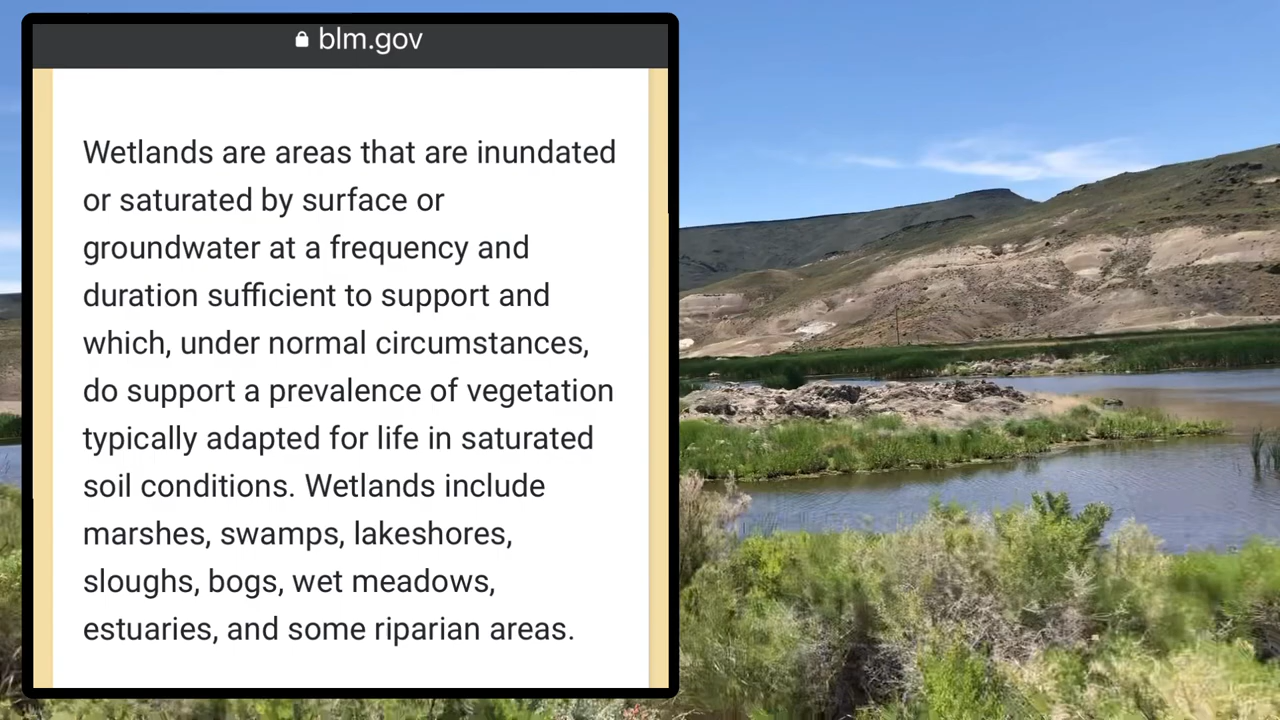 blm.gov
Wetlands are areas that are inundated
or saturated by surface or
groundwater at a frequency and
duration sufficient to support and
which, under normal circumstances,
do support a prevalence of vegetation
typically adapted for life in saturated
soil conditions. Wetlands include
marshes, swamps, lakeshores,
sloughs, bogs, wet meadows,
estuaries, and some riparian areas.